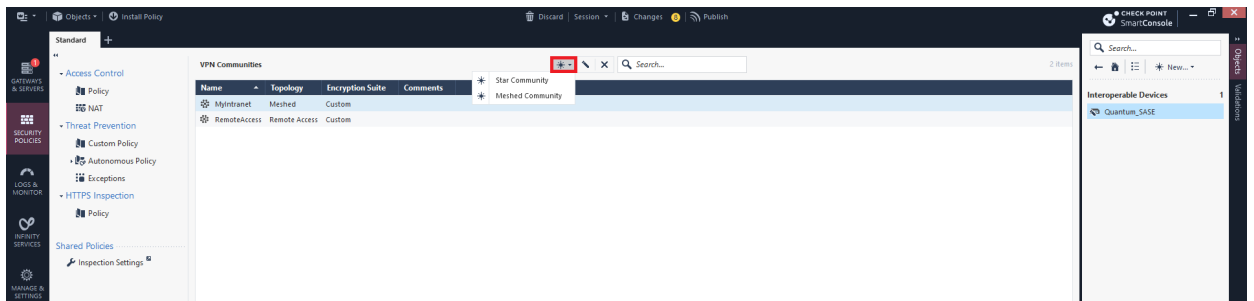 Objects Install Policy
Discard Session Changes 8 Publish
CHECK POINT
SmartConsole
Standard +
1
GATEWAYS
& SERVERS
SECURITY
POLICIES
LOGS &
MONITOR
INFINITY
SERVICES
MANAGE &
SETTINGS
Access Control
Policy
NAT
Threat Prevention
Custom Policy
Autonomous Policy
Exceptions
HTTPS Inspection
Policy
Shared Policies
Inspection Settings
VPN Communities
Search...
2 items
Star Community
Meshed Community
Name Topology Encryption Suite Comments
MyIntranet Meshed Custom
RemoteAccess Remote Access Custom
Search...
New...
Interoperable Devices 1
Quantum_SASE
Objects
Validations